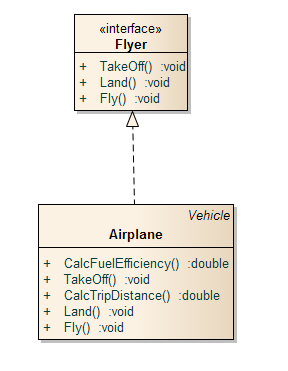 «interface»
Flyer
+ TakeOff() :void
+ Land() :void
+ Fly() :void
Vehicle
Airplane
+ CalcFuelEfficiency() :double
+ TakeOff() :void
+ CalcTripDistance() :double
+ Land() :void
+ Fly() :void